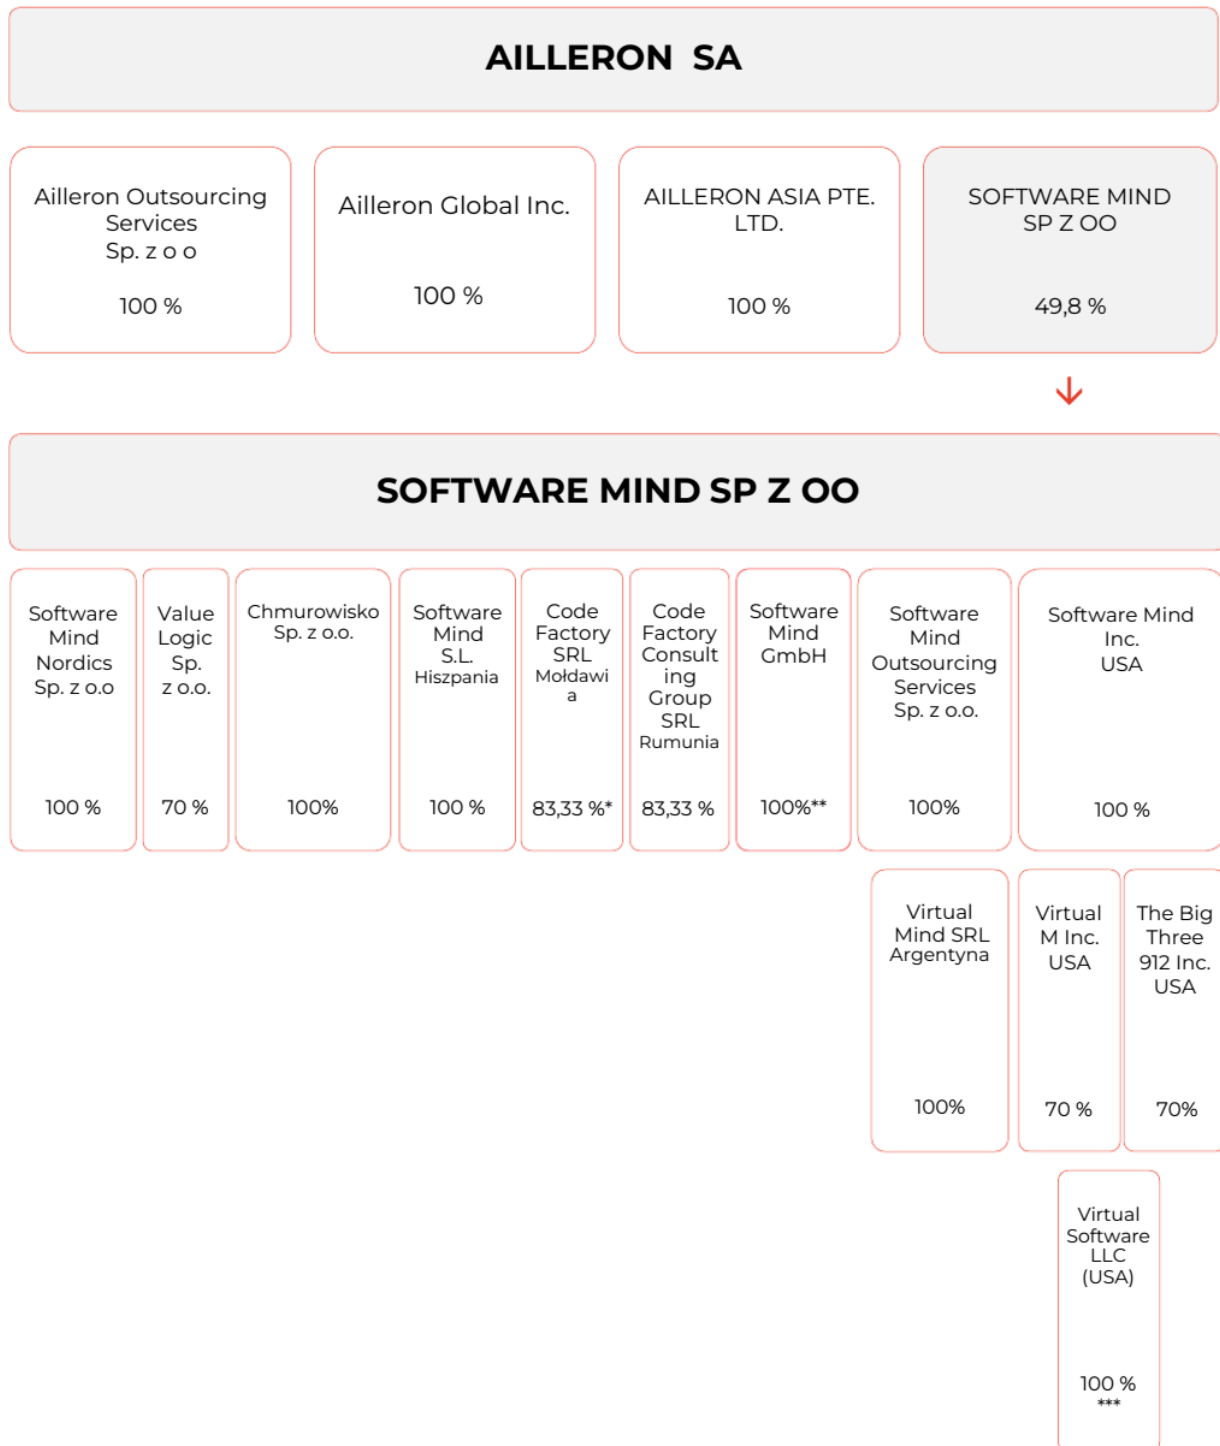 AILLERON SA
Ailleron Outsourcing
Services
Sp. z o o
100 %
Ailleron Global Inc.
100 %
AILLERON ASIA PTE.
LTD.
100 %
SOFTWARE MIND
SP Z OO
49,8 %
SOFTWARE MIND SP Z OO
Software
Mind
Nordics
Sp. z o.o
100 %
Value
Logic
Sp.
z o.o.
70 %
Chmurowisko
Sp. z o.o.
100%
Software
Mind
S.L.
Hiszpania
100 %
Code
Factory
SRL
Mołdawi
a
83,33 %*
Code
Factory
Consult
ing
Group
SRL
Rumunia
83,33 %
Software
Mind
GmbH
100%**
Software
Mind
Outsourcing
Services
Sp. z o.o.
100%
Software Mind
Inc.
USA
100 %
Virtual
Mind SRL
Argentyna
100%
Virtual
M Inc.
USA
70 %
The Big
Three
912 Inc.
USA
70%
Virtual
Software
LLC
(USA)
100 %
***